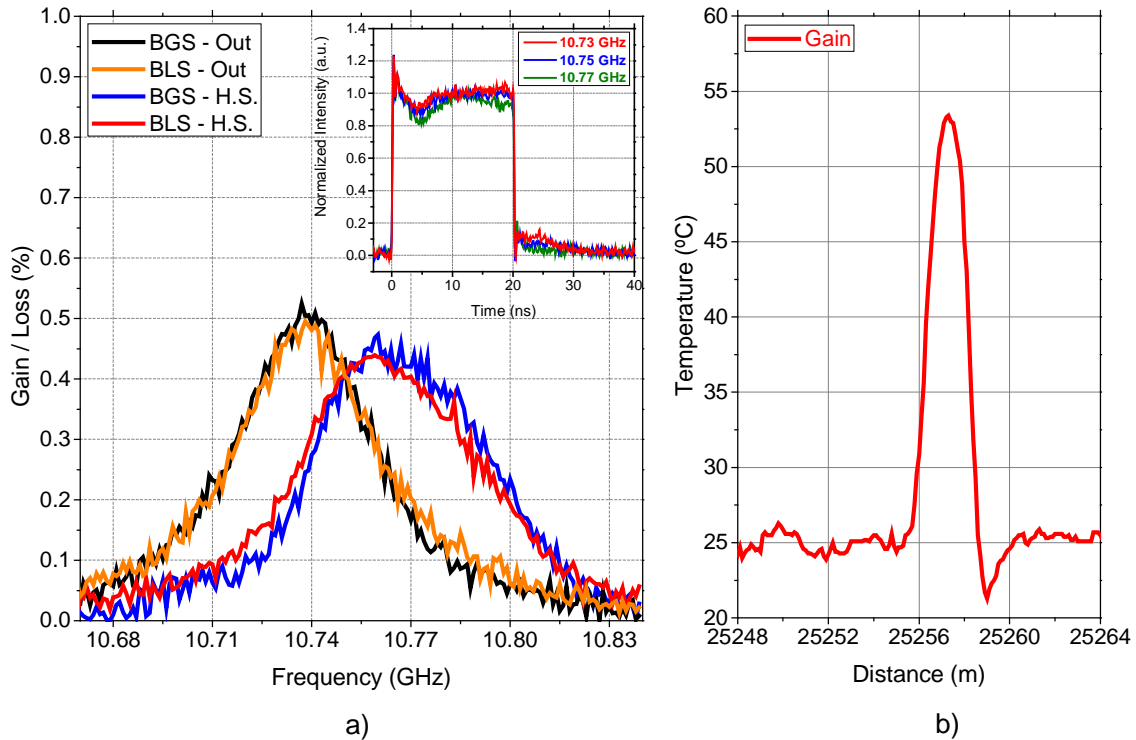 BGS - Out
BLS - Out
BGS - H.S.
BLS - H.S.
1.0
0.9
0.8
0.7
0.6
0.5
0.4
0.3
0.2
0.1
0.0
Gain / Loss (%)
10.68
10.71
10.74
10.77
10.80
10.83
Frequency (GHz)
10.73 GHz
10.75 GHz
10.77 GHz
1.4
1.2
1.0
0.8
0.6
0.4
0.2
0.0
Normalized Intensity (a.u.)
0
10
20
30
40
Time (ns)
a)
Gain
60
55
50
45
40
35
30
25
20
Temperature (ºC)
25248
25252
25256
25260
25264
Distance (m)
b)